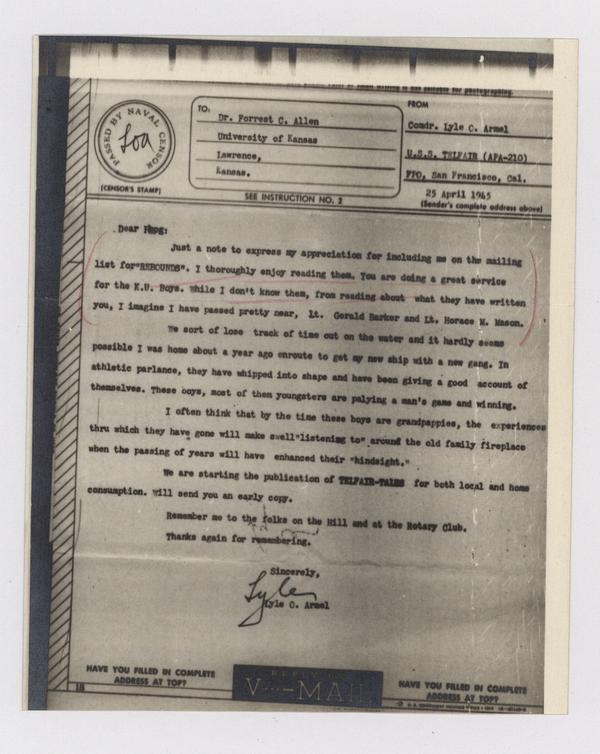 PASSED BY NAVAL CENSOR
Loa
(CENSOR'S STAMP)
TO:
Dr. Forrest C. Allen
University of Kansas
Lawrence,
Kansas.
SEE INSTRUCTION NO. 2
FROM
Comdr. Lyle C. Armel
U.S.S. TELFAIR (APA-210)
FPO, San Francisco, Cal.
25 April 1945
(Sender's complete address above)
Dear Phog:
Just a note to express my appreciation for including me on the mailing
list for"REBOUNDS". I thoroughly enjoy reading them. You are doing a great service
for the K.U. Boys. While I don't know them, from reading about what they have written
you, I imagine I have passed pretty near, Lt. Gerald Barker and Lt. Horace M. Mason.
We sort of lose track of time out on the water and it hardly seems
possible I was home about a year ago enroute to get my new ship with a new gang. In
athletic parlance, they have whipped into shape and have been giving a good account of
themselves. These boys, most of them youngsters are palying a man's game and winning.
I often think that by the time these boys are grandpappies, the experiences
thru which they have gone will make swell"listening to" around the old family fireplace
when the passing of years will have enhanced their "hindsight."
We are starting the publication of TELFAIR-TALES for both local and home
consumption. Will send you an early copy.
Remember me to the folks on the Hill and at the Rotary Club.
Thanks again for remembering.
Sincerely,
Lyle
Lyle C. Armel
HAVE YOU FILLED IN COMPLETE
ADDRESS AT TOP?
REPLY BY
V···—MAIL
HAVE YOU FILLED IN COMPLETE
ADDRESS AT TOP?